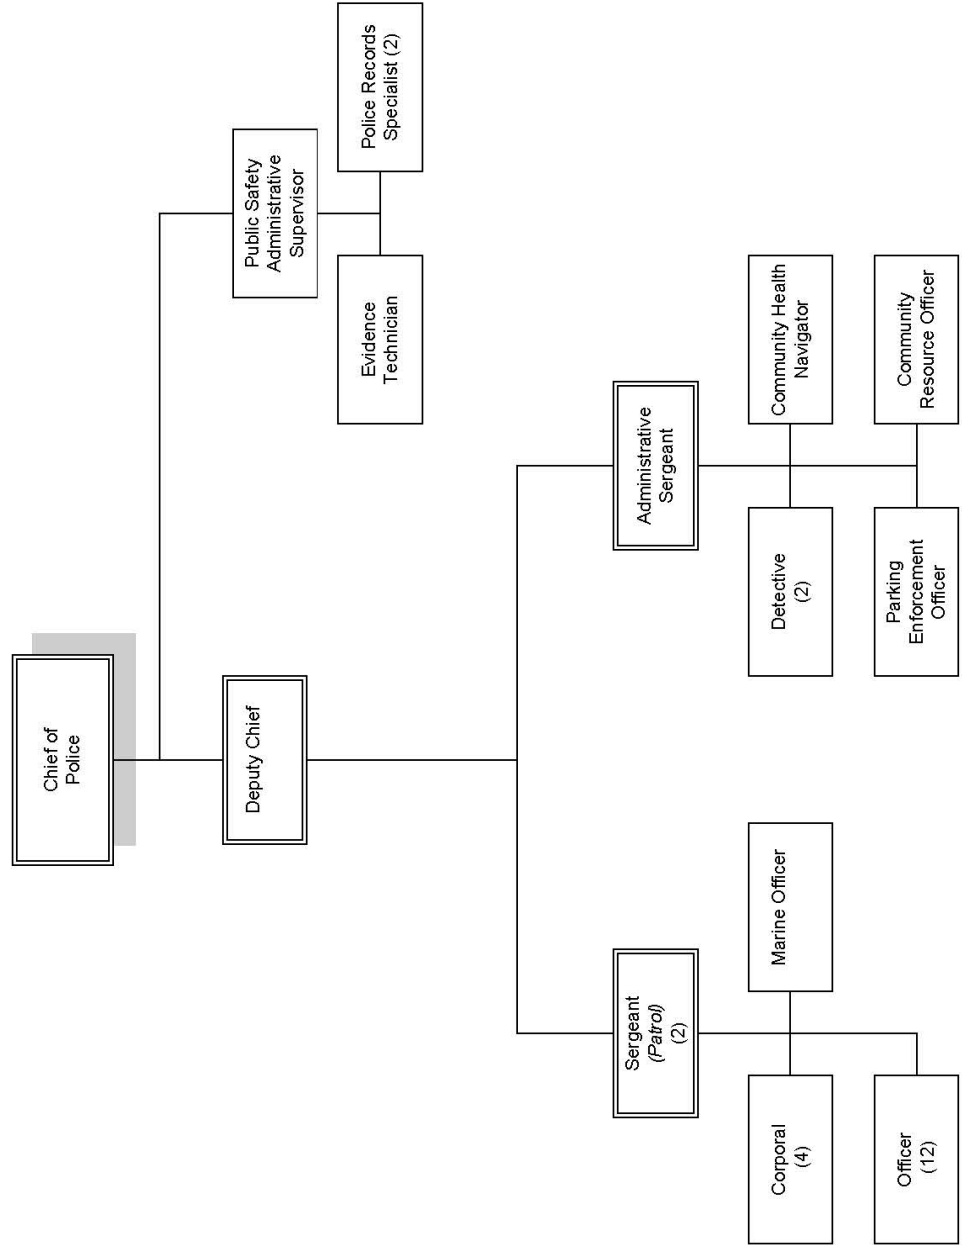 Chief of
Police
Deputy Chief
Public Safety
Administrative
Supervisor
Evidence
Technician
Police Records
Specialist (2)
Sergeant
(Patrol)
(2)
Administrative
Sergeant
Corporal
(4)
Marine Officer
Detective
(2)
Community Health
Navigator
Officer
(12)
Parking
Enforcement
Officer
Community
Resource Officer